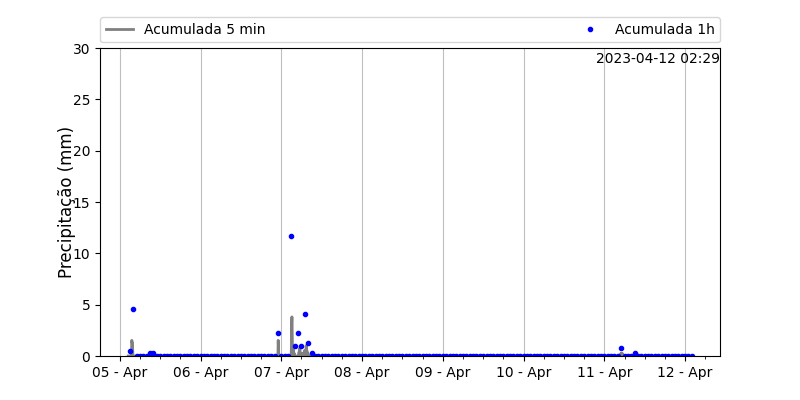 Acumulada 5 min
Acumulada 1h
2023-04-12 02:29
Precipitação (mm)
30
25
20
15
10
5
0
05 - Apr
06 - Apr
07 - Apr
08 - Apr
09 - Apr
10 - Apr
11 - Apr
12 - Apr